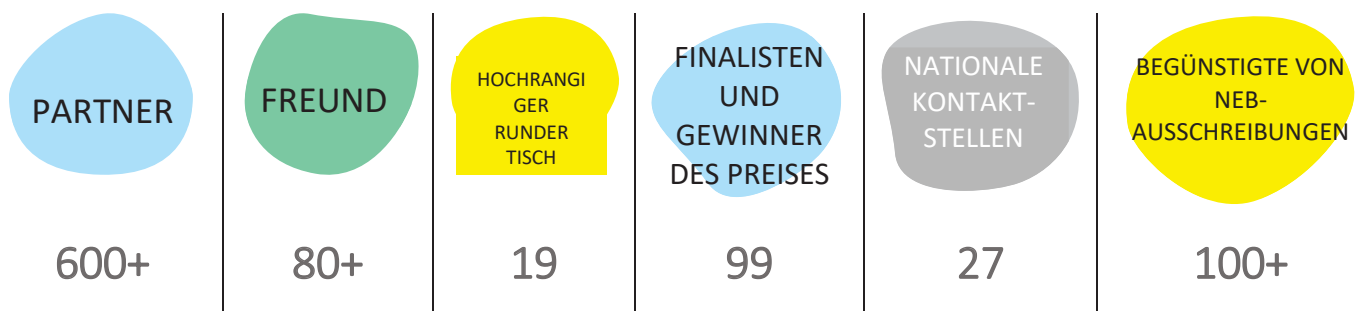 PARTNER
600+
FREUND
80+
HOCHRANGI
GER
RUNDER
TISCH
19
FINALISTEN
UND
GEWINNER
DES PREISES
99
NATIONALE
KONTAKT-
STELLEN
27
BEGÜNSTIGTE VON
NEB-
AUSSCHREIBUNGEN
100+